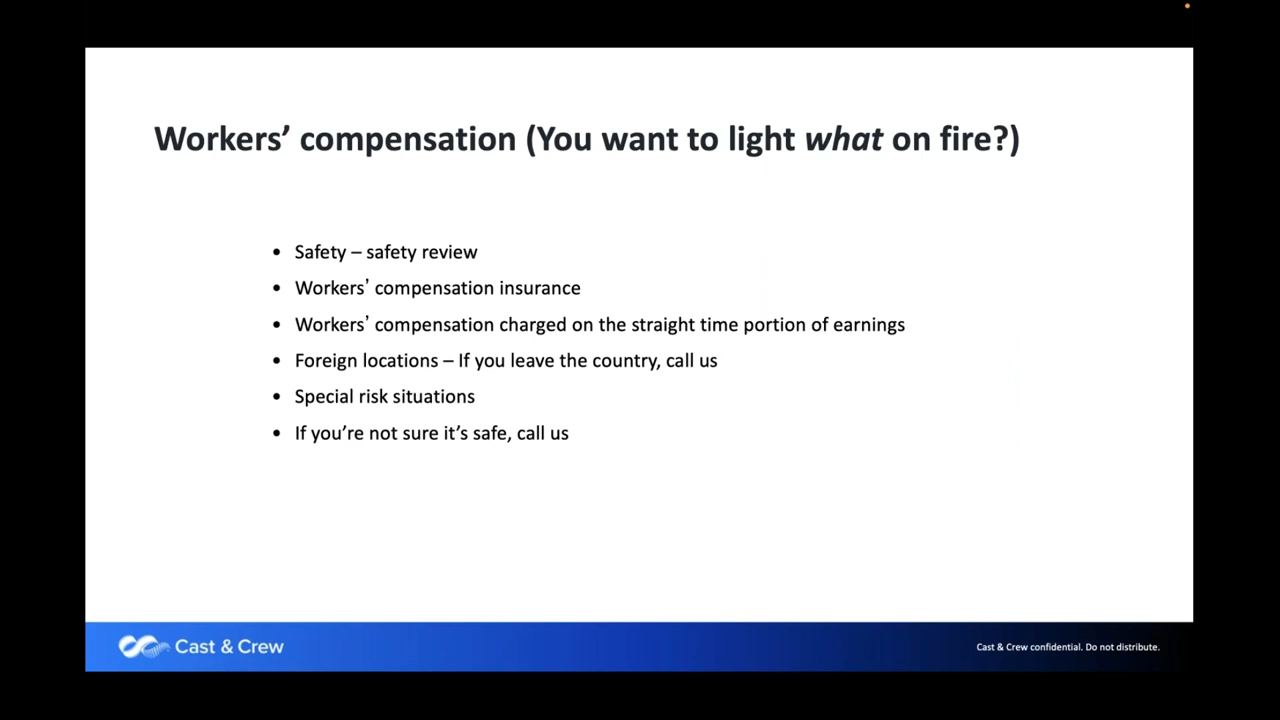 Workers’ compensation (You want to light what on fire?)
• Safety – safety review
• Workers’ compensation insurance
• Workers’ compensation charged on the straight time portion of earnings
• Foreign locations – If you leave the country, call us
• Special risk situations
• If you’re not sure it’s safe, call us
Cast & Crew
Cast & Crew confidential. Do not distribute.